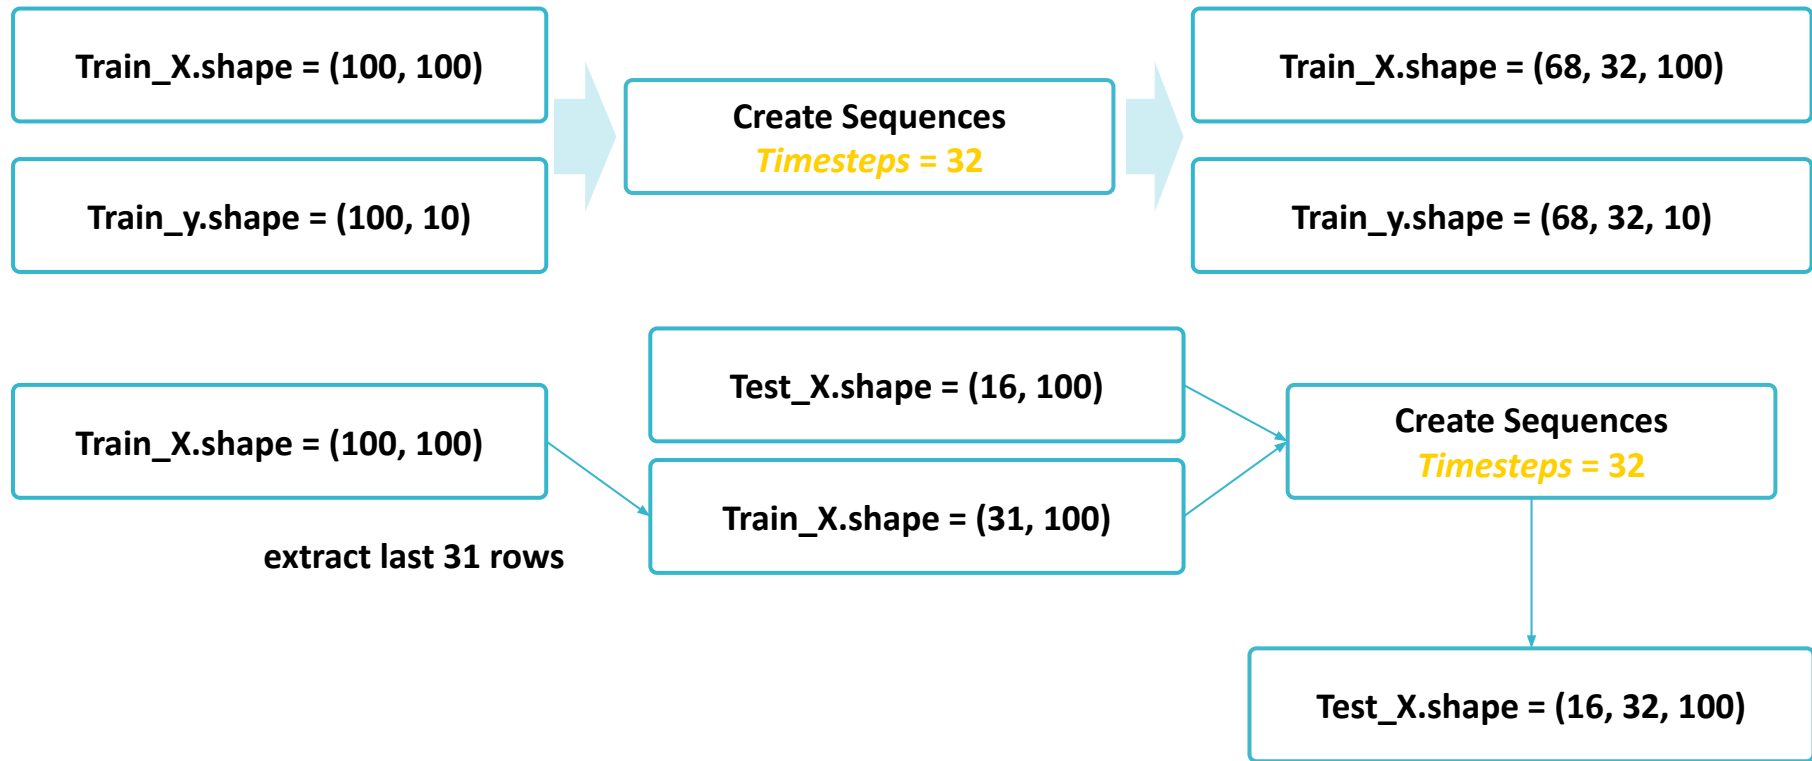 Train_X.shape = (100, 100)
Train_y.shape = (100, 10)
Create Sequences
Timesteps = 32
Train_X.shape = (68, 32, 100)
Train_y.shape = (68, 32, 10)
Train_X.shape = (100, 100)
extract last 31 rows
Test_X.shape = (16, 100)
Train_X.shape = (31, 100)
Create Sequences
Timesteps = 32
Test_X.shape = (16, 32, 100)